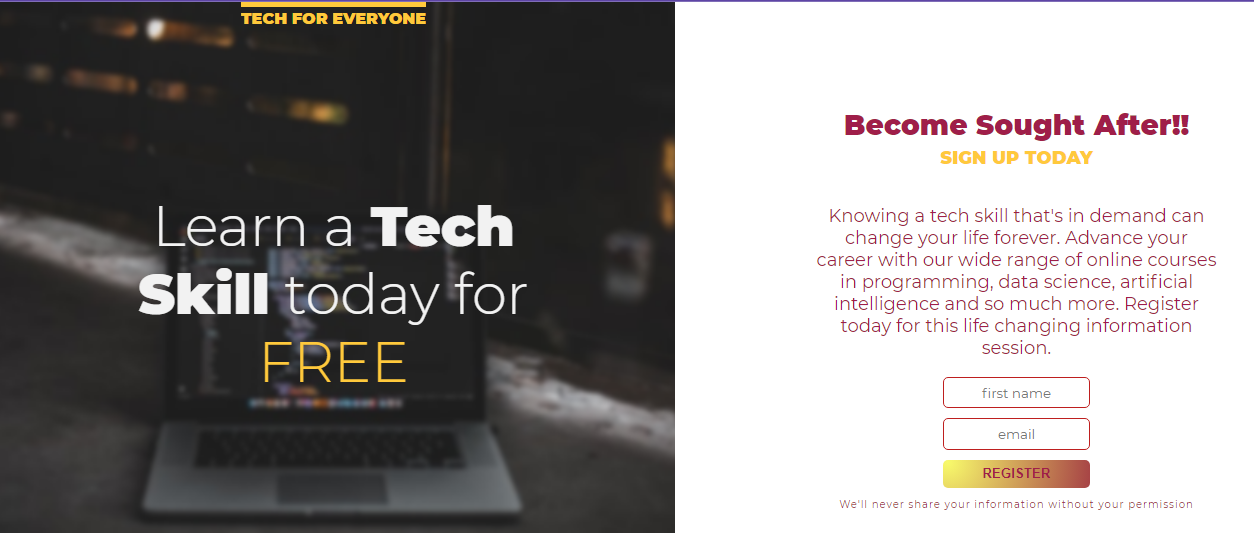 TECH FOR EVERYONE
Learn a Tech
Skill today for
FREE
Become Sought After!!
SIGN UP TODAY
Knowing a tech skill that's in demand can
change your life forever. Advance your
career with our wide range of online courses
in programming, data science, artificial
intelligence and so much more. Register
today for this life changing information
session.
first name
email
REGISTER
We'll never share your information without your permission